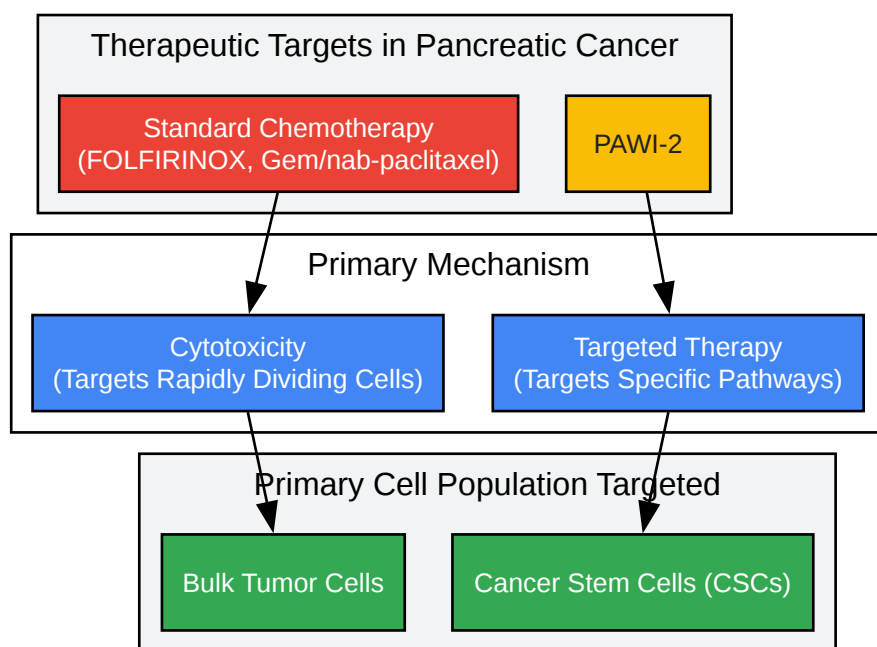 Therapeutic Targets in Pancreatic Cancer
Standard Chemotherapy
(FOLFIRINOX, Gem/nab-paclitaxel)
PAWI-2
Primary Mechanism
Cytotoxicity
(Targets Rapidly Dividing Cells)
Targeted Therapy
(Targets Specific Pathways)
Primary Cell Population Targeted
Bulk Tumor Cells
Cancer Stem Cells (CSCs)